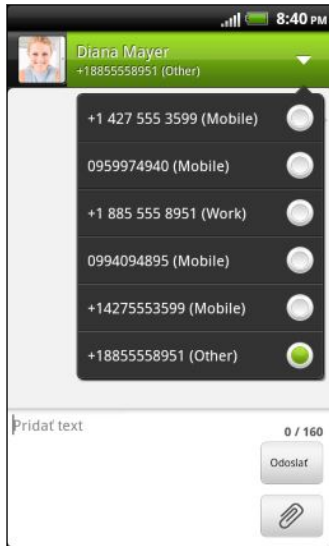 8:40 PM
Diana Mayer
+18855558951 (Other)
+1 427 555 3599 (Mobile)
0959974940 (Mobile)
+1 885 555 8951 (Work)
0994094895 (Mobile)
+14275553599 (Mobile)
+18855558951 (Other)
Pridať text
0 / 160
Odoslať